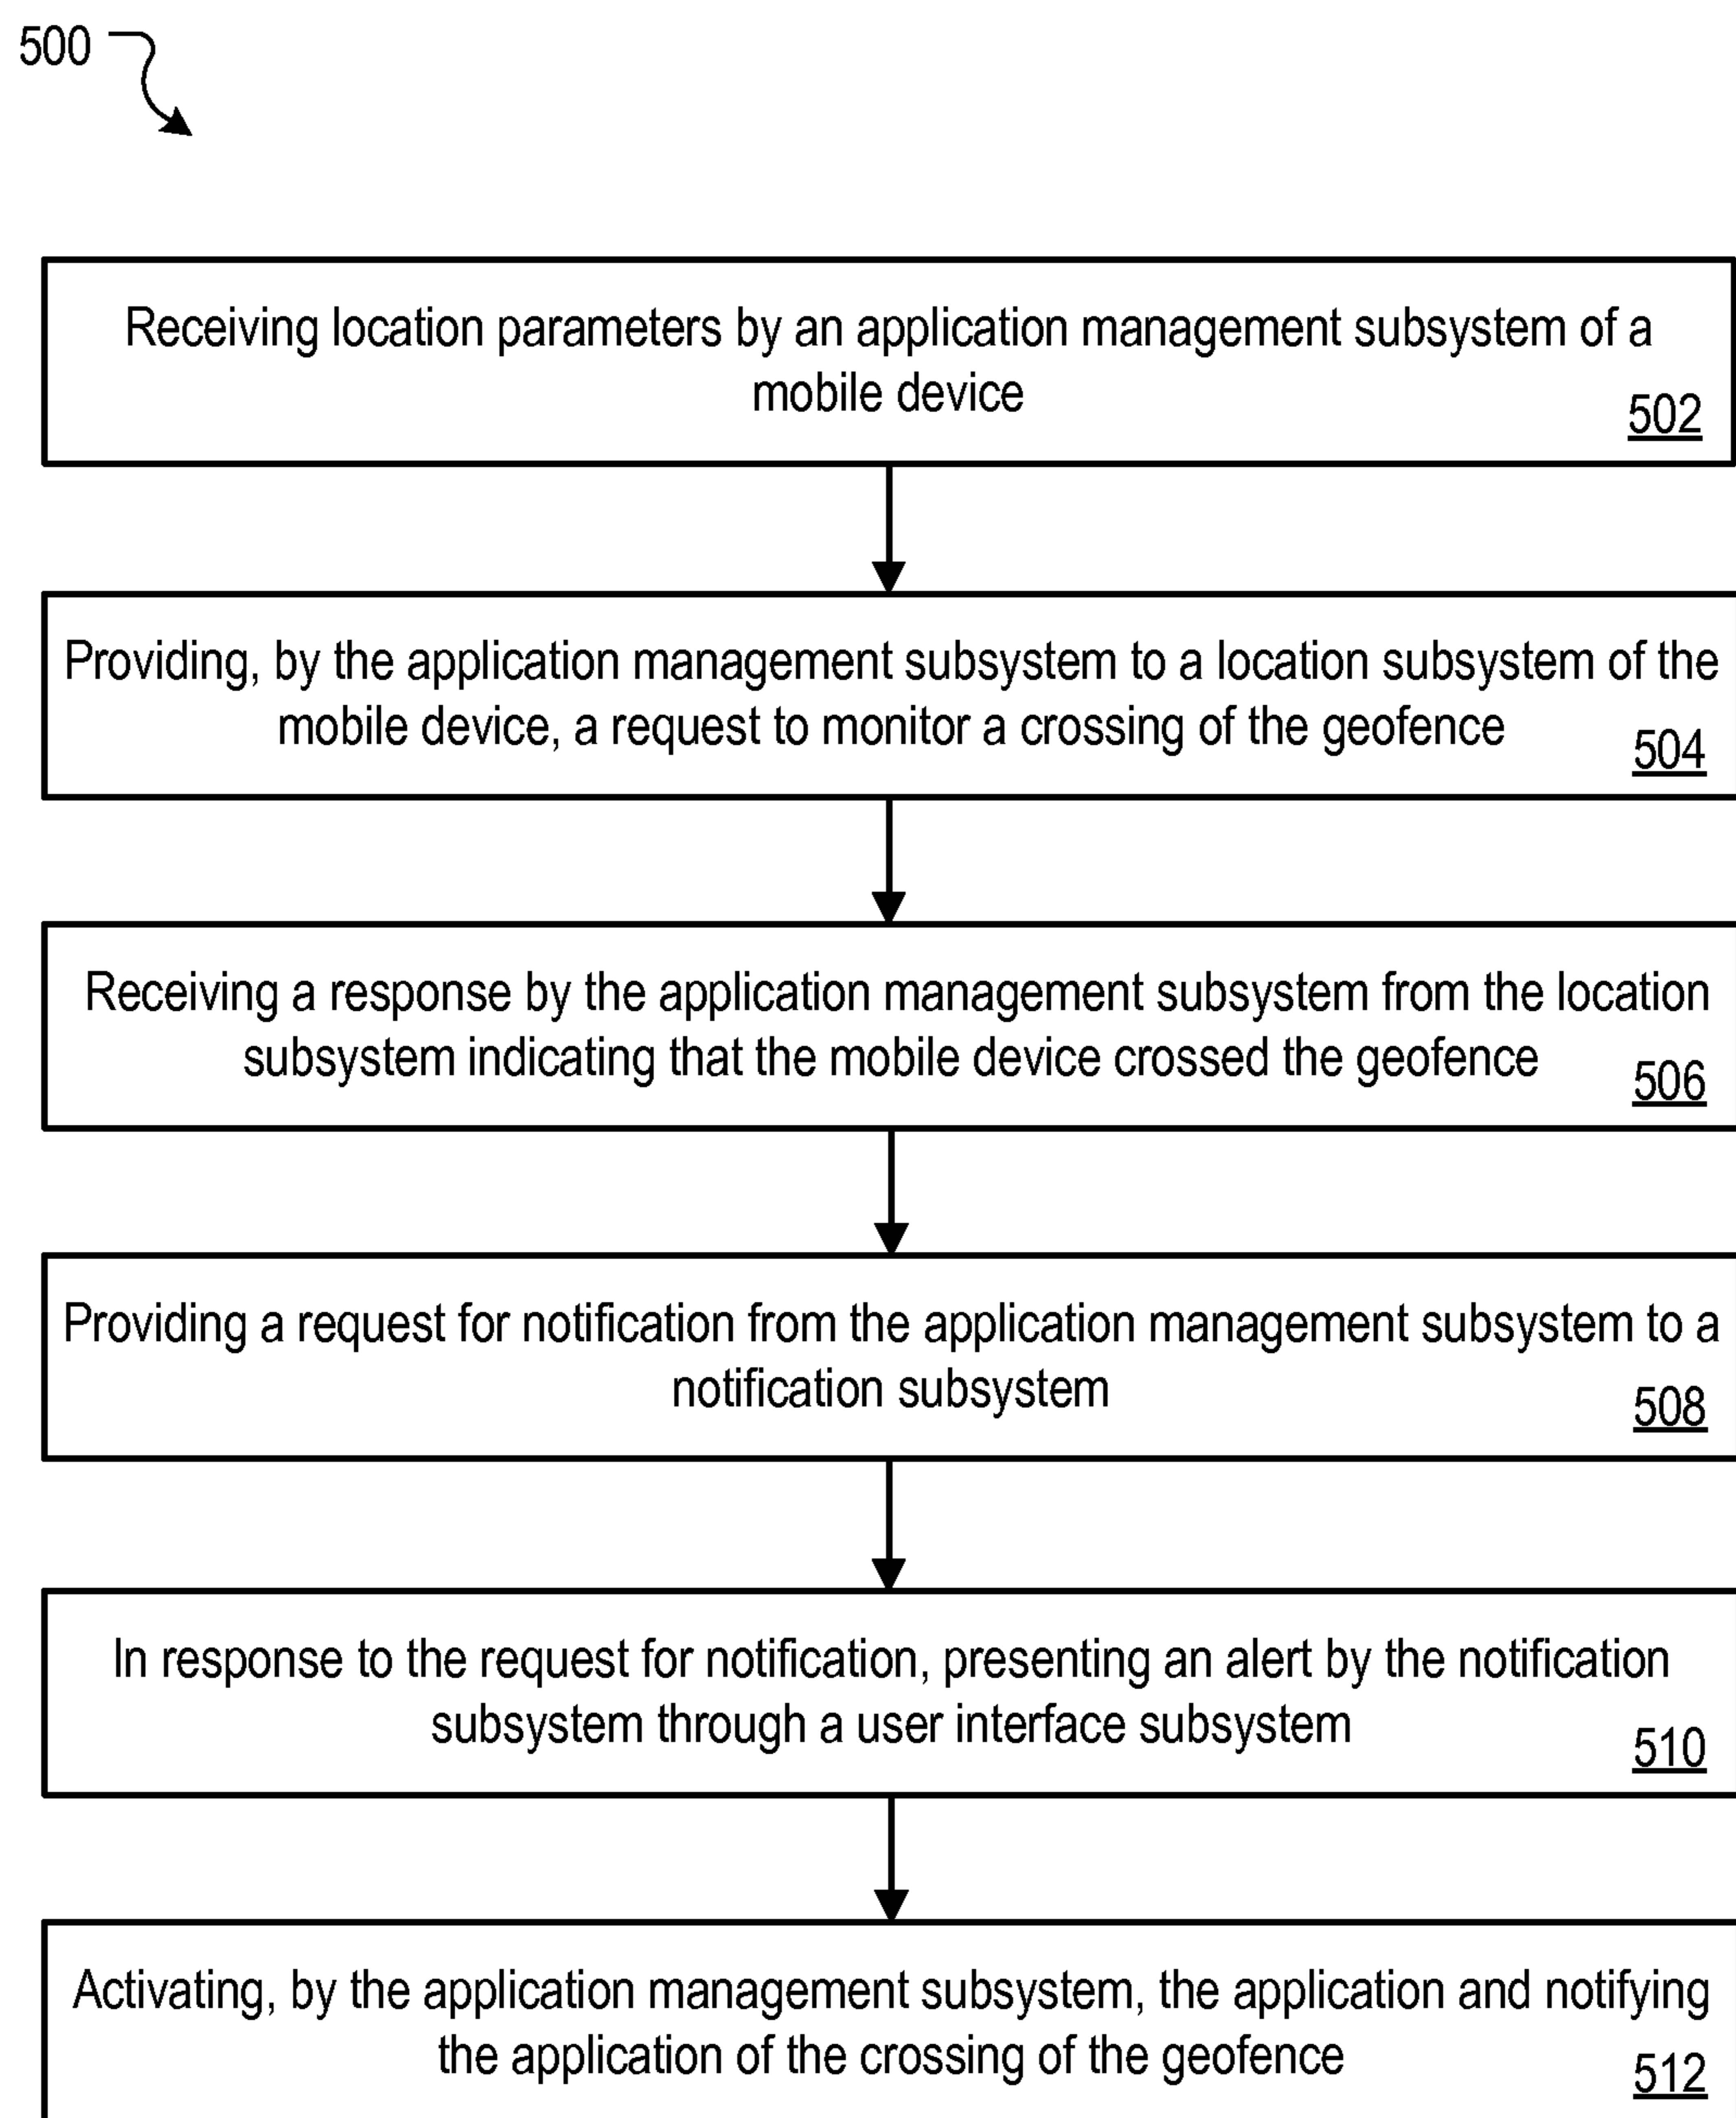 500
Receiving location parameters by an application management subsystem of a
mobile device
502
Providing, by the application management subsystem to a location subsystem of the
mobile device, a request to monitor a crossing of the geofence
504
Receiving a response by the application management subsystem from the location
subsystem indicating that the mobile device crossed the geofence
506
Providing a request for notification from the application management subsystem to a
notification subsystem
508
In response to the request for notification, presenting an alert by the notification
subsystem through a user interface subsystem
510
Activating, by the application management subsystem, the application and notifying
the application of the crossing of the geofence
512